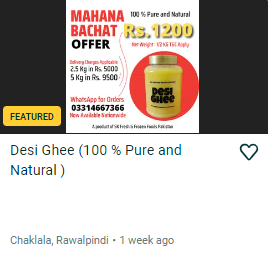 MAHANA
BACHAT
OFFER
100 % Pure and Natural
Rs.1200
Net Weight: 1/2 KG T&C Apply
Delivery Charges Applicable
2,5 Kg in Rs. 5000
5 Kg in Rs. 9500
WhatsApp for Orders
03314667366
Now Available Nationwide
DESI
GHEE
A product of SK Fresh & Frozen Foods Pakistan
FEATURED
Desi Ghee (100 % Pure and
Natural )
Chaklala, Rawalpindi • 1 week ago